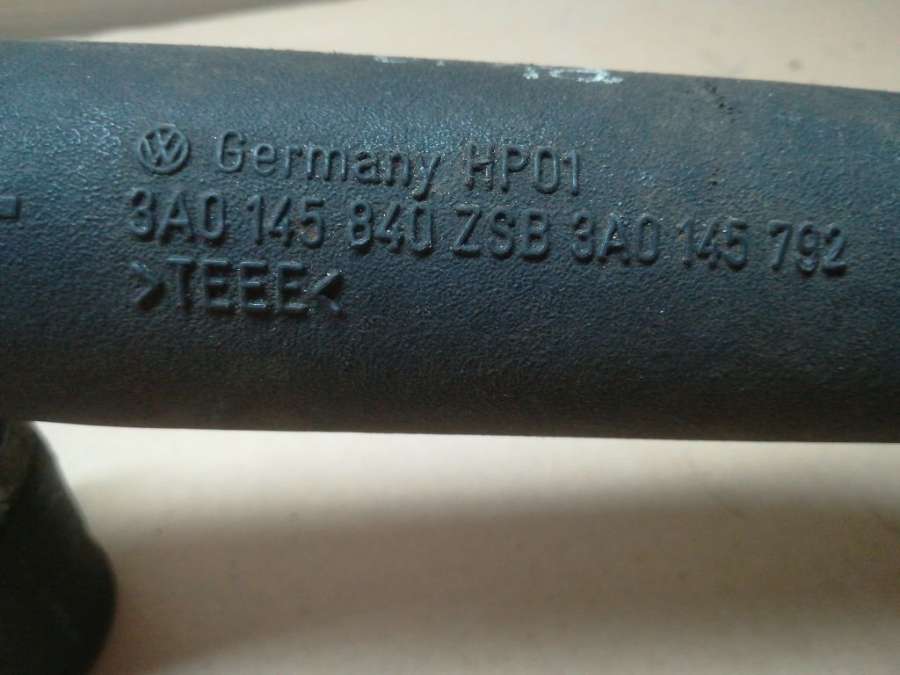 Germany HP01
3A0 145 840 ZSB 3A0 145 792
>TEEE<